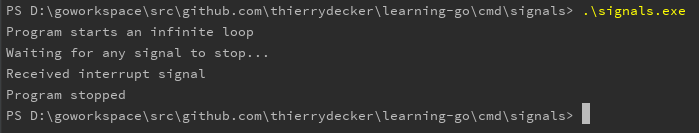 PS D:\goworkspace\src\github.com\thierrydecker\learning-go\cmd\signals> .\signals.exe
Program starts an infinite loop
Waiting for any signal to stop...
Received interrupt signal
Program stopped
PS D:\goworkspace\src\github.com\thierrydecker\learning-go\cmd\signals>